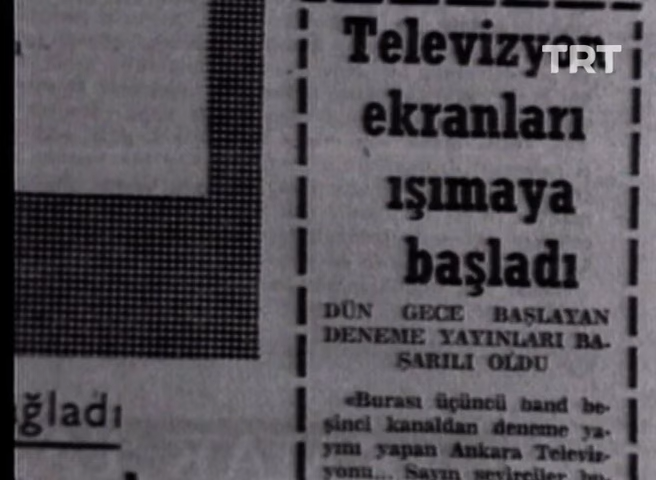 Televizyon
ekranları
ışımaya
başladı
DÜN GECE BAŞLAYAN
DENEME YAYINLARI BA-
ŞARILI OLDU
«Burası üçüncü band be-
şinci kanaldan deneme ya-
yını yapan Ankara Televiz-
yonu... Sayın seyirciler bu-
ğladı
TRT